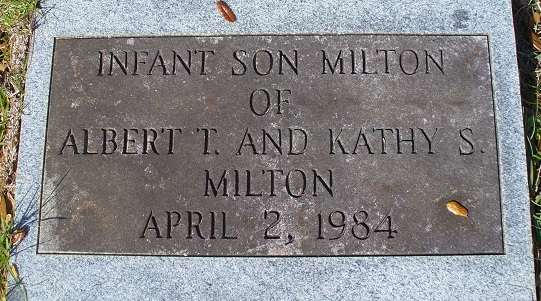 INFANT SON MILTON
OF
ALBERT T. AND KATHY S.
MILTON
APRIL 2, 1984